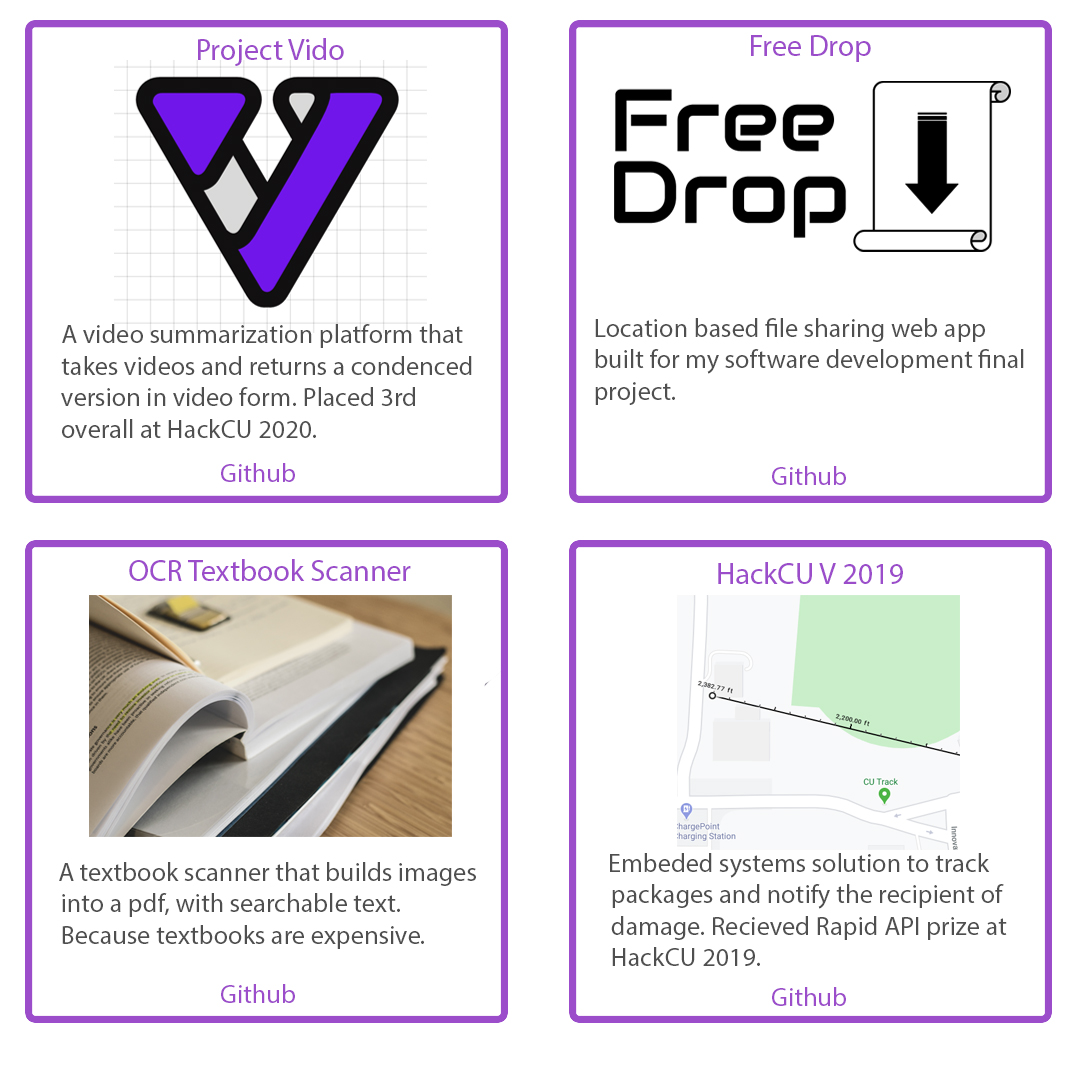 Project Vido
A video summarization platform that
takes videos and returns a condenced
version in video form. Placed 3rd
overall at HackCU 2020.
Github
Free Drop
Free
Drop
Location based file sharing web app
built for my software development final
project.
Github
OCR Textbook Scanner
A textbook scanner that builds images
into a pdf, with searchable text.
Because textbooks are expensive.
Github
HackCU V 2019
2,382.77 ft
2,200.00 ft
CU Track
ChargePoint
Charging Station
Innova
Embeded systems solution to track
packages and notify the recipient of
damage. Recieved Rapid API prize at
HackCU 2019.
Github